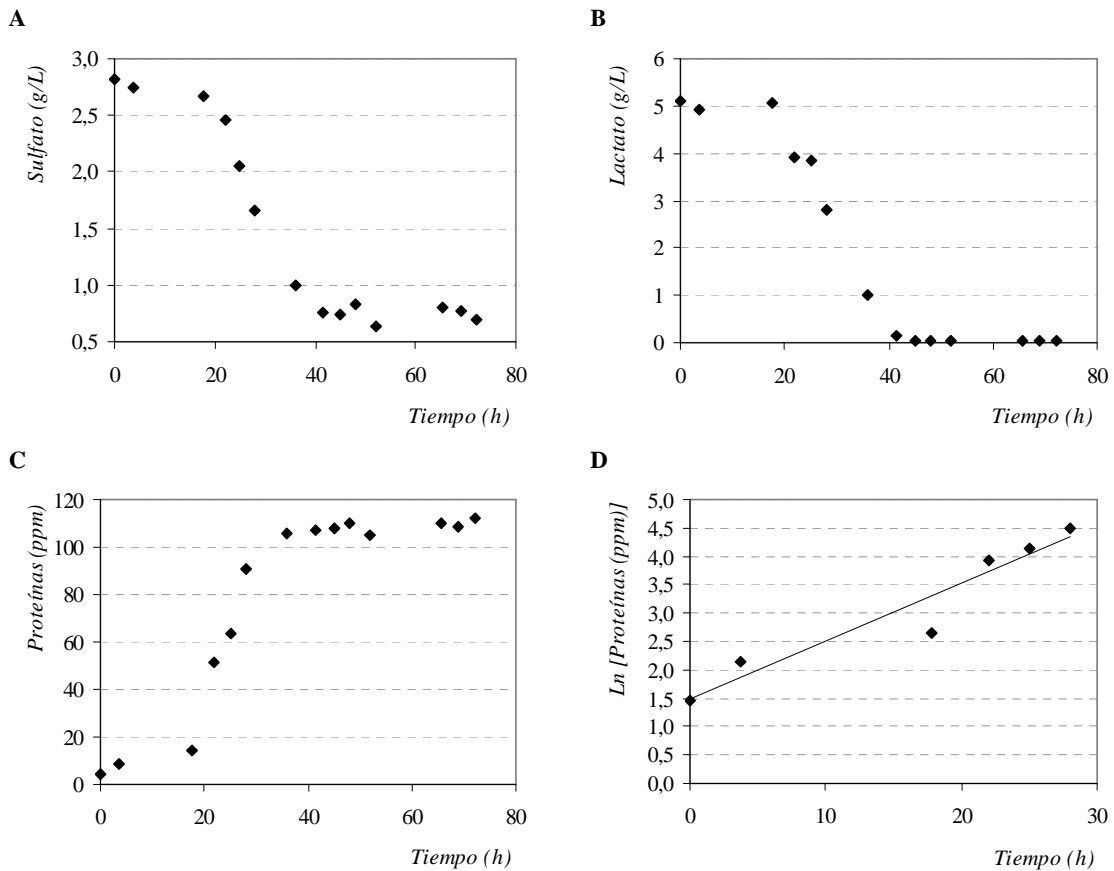 A
Sulfato (g/L)
3,0
2,5
2,0
1,5
1,0
0,5
0 20 40 60 80
Tiempo (h)
B
Lactato (g/L)
6
5
4
3
2
1
0
0 20 40 60 80
Tiempo (h)
C
Proteínas (ppm)
120
100
80
60
40
20
0
0 20 40 60 80
Tiempo (h)
D
Ln [Proteínas (ppm)]
5,0
4,5
4,0
3,5
3,0
2,5
2,0
1,5
1,0
0,5
0,0
0 10 20 30
Tiempo (h)